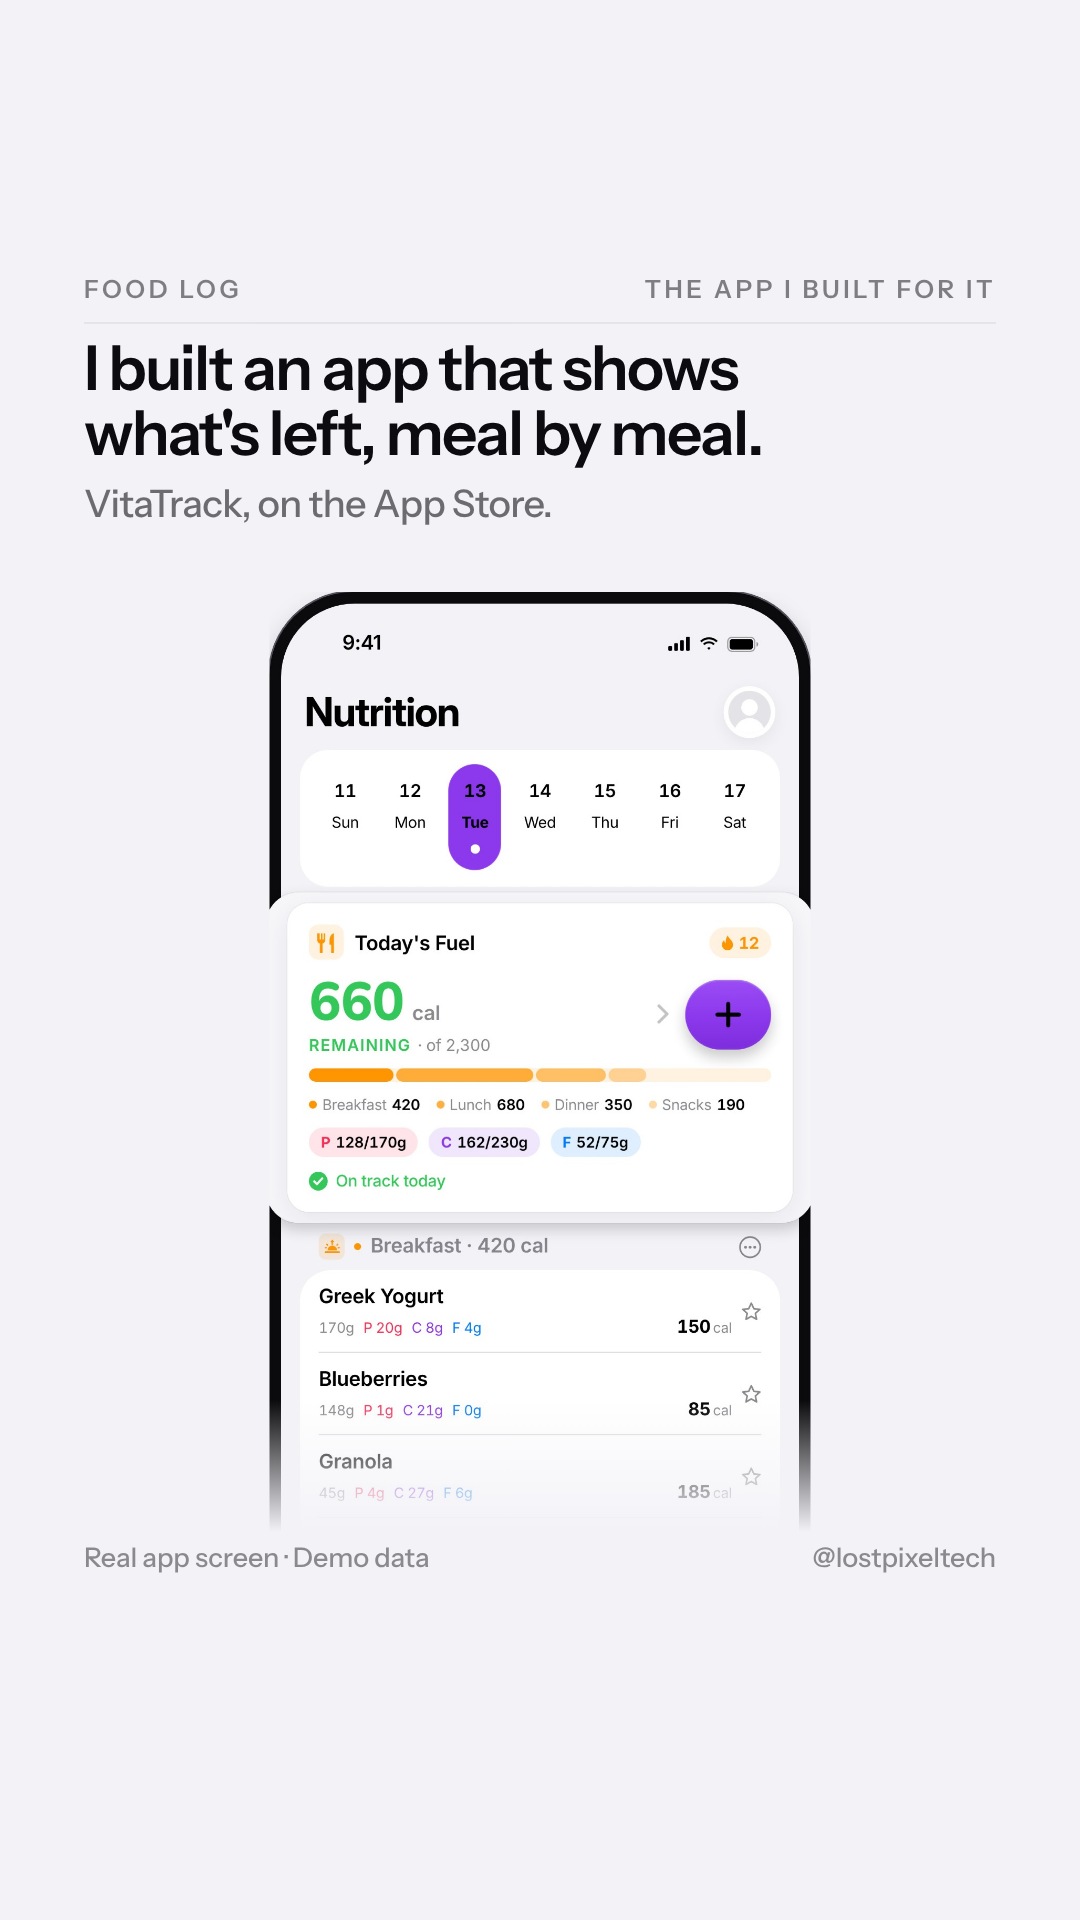 FOOD LOG
THE APP I BUILT FOR IT
I built an app that shows
what's left, meal by meal.
VitaTrack, on the App Store.
9:41
Nutrition
11 12 13 14 15 16 17
Sun Mon Tue Wed Thu Fri Sat
Today's Fuel
12
660 cal
REMAINING · of 2,300
Breakfast 420 Lunch 680 Dinner 350 Snacks 190
P 128/170g C 162/230g F 52/75g
On track today
Breakfast · 420 cal
Greek Yogurt
170g P 20g C 8g F 4g
150 cal
Blueberries
148g P 1g C 21g F 0g
85 cal
Granola
45g P 4g C 27g F 6g
185 cal
Real app screen · Demo data
@lostpixeltech